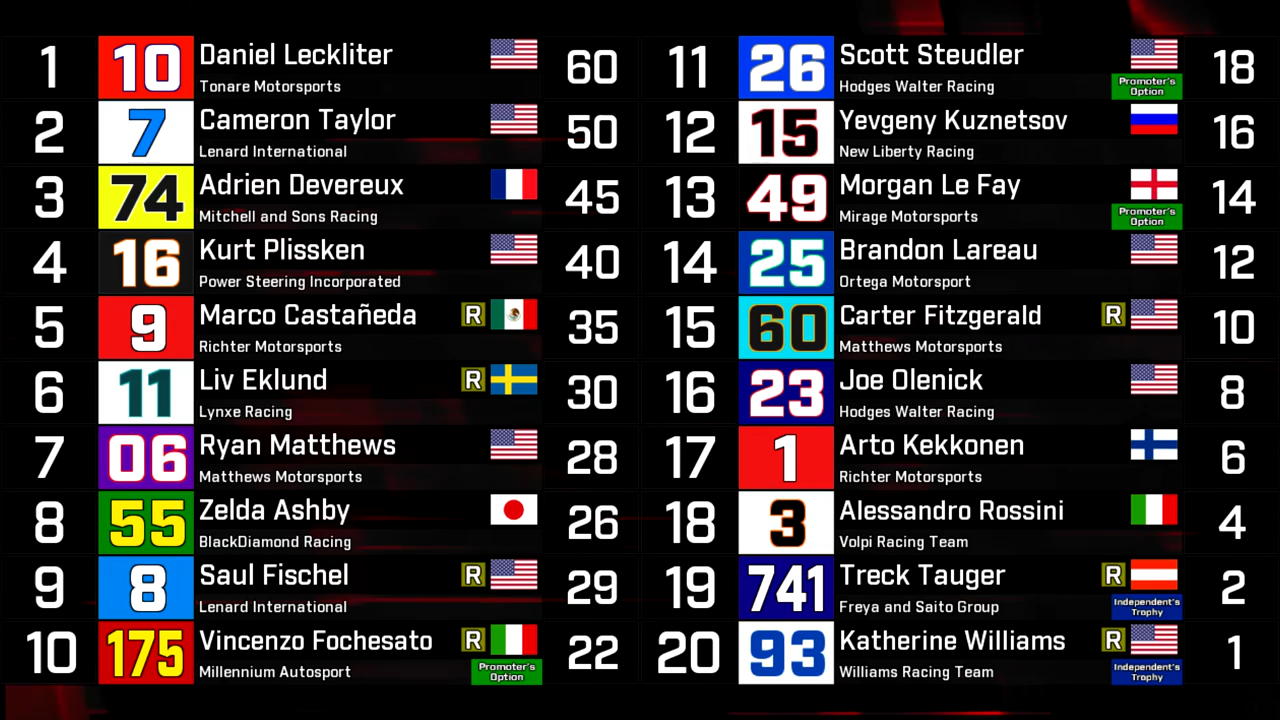 1 10 Daniel Leckliter 60
Tonare Motorsports
2 7 Cameron Taylor 50
Lenard International
3 74 Adrien Devereux 45
Mitchell and Sons Racing
4 16 Kurt Plissken 40
Power Steering Incorporated
5 9 Marco Castañeda R 35
Richter Motorsports
6 11 Liv Eklund R 30
Lynxe Racing
7 06 Ryan Matthews 28
Matthews Motorsports
8 55 Zelda Ashby 26
BlackDiamond Racing
9 8 Saul Fischel R 29
Lenard International
10 175 Vincenzo Fochesato R 22
Millennium Autosport Promoter's Option
11 26 Scott Steudler 18
Hodges Walter Racing Promoter's Option
12 15 Yevgeny Kuznetsov 16
New Liberty Racing
13 49 Morgan Le Fay 14
Mirage Motorsports Promoter's Option
14 25 Brandon Lareau 12
Ortega Motorsport
15 60 Carter Fitzgerald R 10
Matthews Motorsports
16 23 Joe Olenick 8
Hodges Walter Racing
17 1 Arto Kekkonen 6
Richter Motorsports
18 3 Alessandro Rossini 4
Volpi Racing Team
19 741 Treck Tauger R 2
Freya and Saito Group Independent's Trophy
20 93 Katherine Williams R 1
Williams Racing Team Independent's Trophy